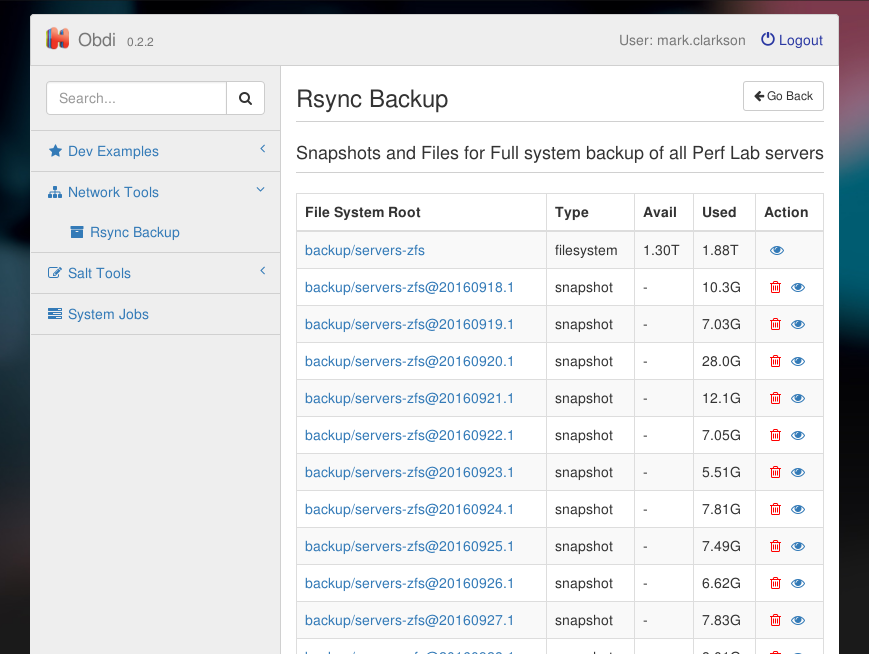 Obdi 0.2.2 User: mark.clarkson Logout
Search...
Dev Examples
Network Tools
Rsync Backup
Salt Tools
System Jobs
Rsync Backup Go Back
Snapshots and Files for Full system backup of all Perf Lab servers
File System Root Type Avail Used Action
backup/servers-zfs filesystem 1.30T 1.88T
backup/servers-zfs@20160918.1 snapshot - 10.3G
backup/servers-zfs@20160919.1 snapshot - 7.03G
backup/servers-zfs@20160920.1 snapshot - 28.0G
backup/servers-zfs@20160921.1 snapshot - 12.1G
backup/servers-zfs@20160922.1 snapshot - 7.05G
backup/servers-zfs@20160923.1 snapshot - 5.51G
backup/servers-zfs@20160924.1 snapshot - 7.81G
backup/servers-zfs@20160925.1 snapshot - 7.49G
backup/servers-zfs@20160926.1 snapshot - 6.62G
backup/servers-zfs@20160927.1 snapshot - 7.83G